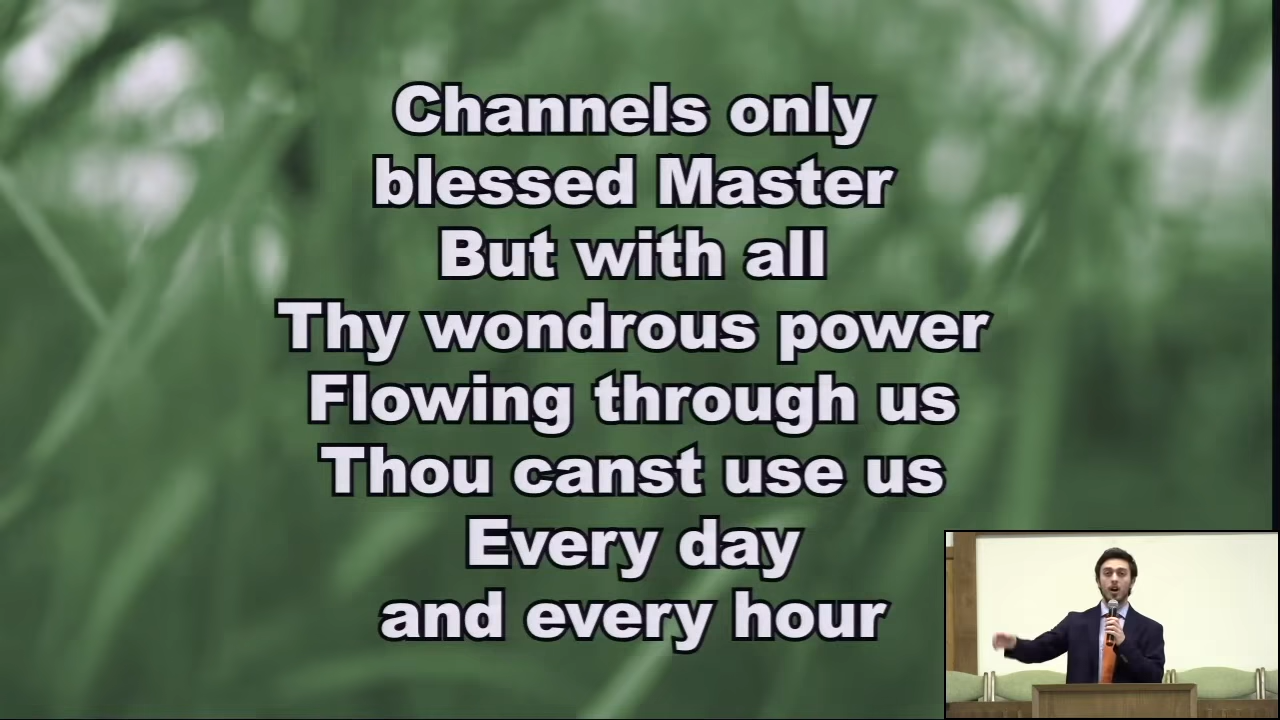 Channels only
blessed Master
But with all
Thy wondrous power
Flowing through us
Thou canst use us
Every day
and every hour